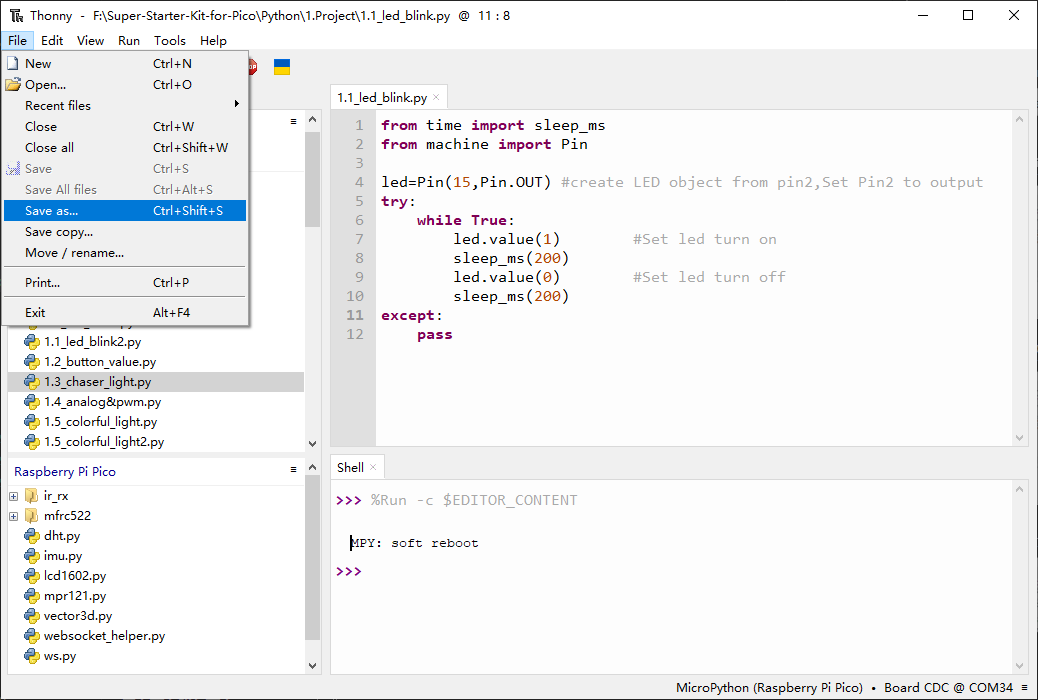 Thonny - F:\Super-Starter-Kit-for-Pico\Python\1.Project\1.1_led_blink.py @ 11 : 8
File Edit View Run Tools Help
New Ctrl+N
Open... Ctrl+O
Recent files
Close Ctrl+W
Close all Ctrl+Shift+W
Save Ctrl+S
Save All files Ctrl+Alt+S
Save as... Ctrl+Shift+S
Save copy...
Move / rename...
Print... Ctrl+P
Exit Alt+F4
1.1_led_blink2.py
1.2_button_value.py
1.3_chaser_light.py
1.4_analog&pwm.py
1.5_colorful_light.py
1.5_colorful_light2.py
Raspberry Pi Pico
ir_rx
mfrc522
dht.py
imu.py
lcd1602.py
mpr121.py
vector3d.py
websocket_helper.py
ws.py
1.1_led_blink.py
1 from time import sleep_ms
2 from machine import Pin
3
4 led=Pin(15,Pin.OUT) #create LED object from pin2,Set Pin2 to output
5 try:
6 while True:
7 led.value(1) #Set led turn on
8 sleep_ms(200)
9 led.value(0) #Set led turn off
10 sleep_ms(200)
11 except:
12 pass
Shell
>>> %Run -c $EDITOR_CONTENT
MPY: soft reboot
>>>
MicroPython (Raspberry Pi Pico) • Board CDC @ COM34 ≡